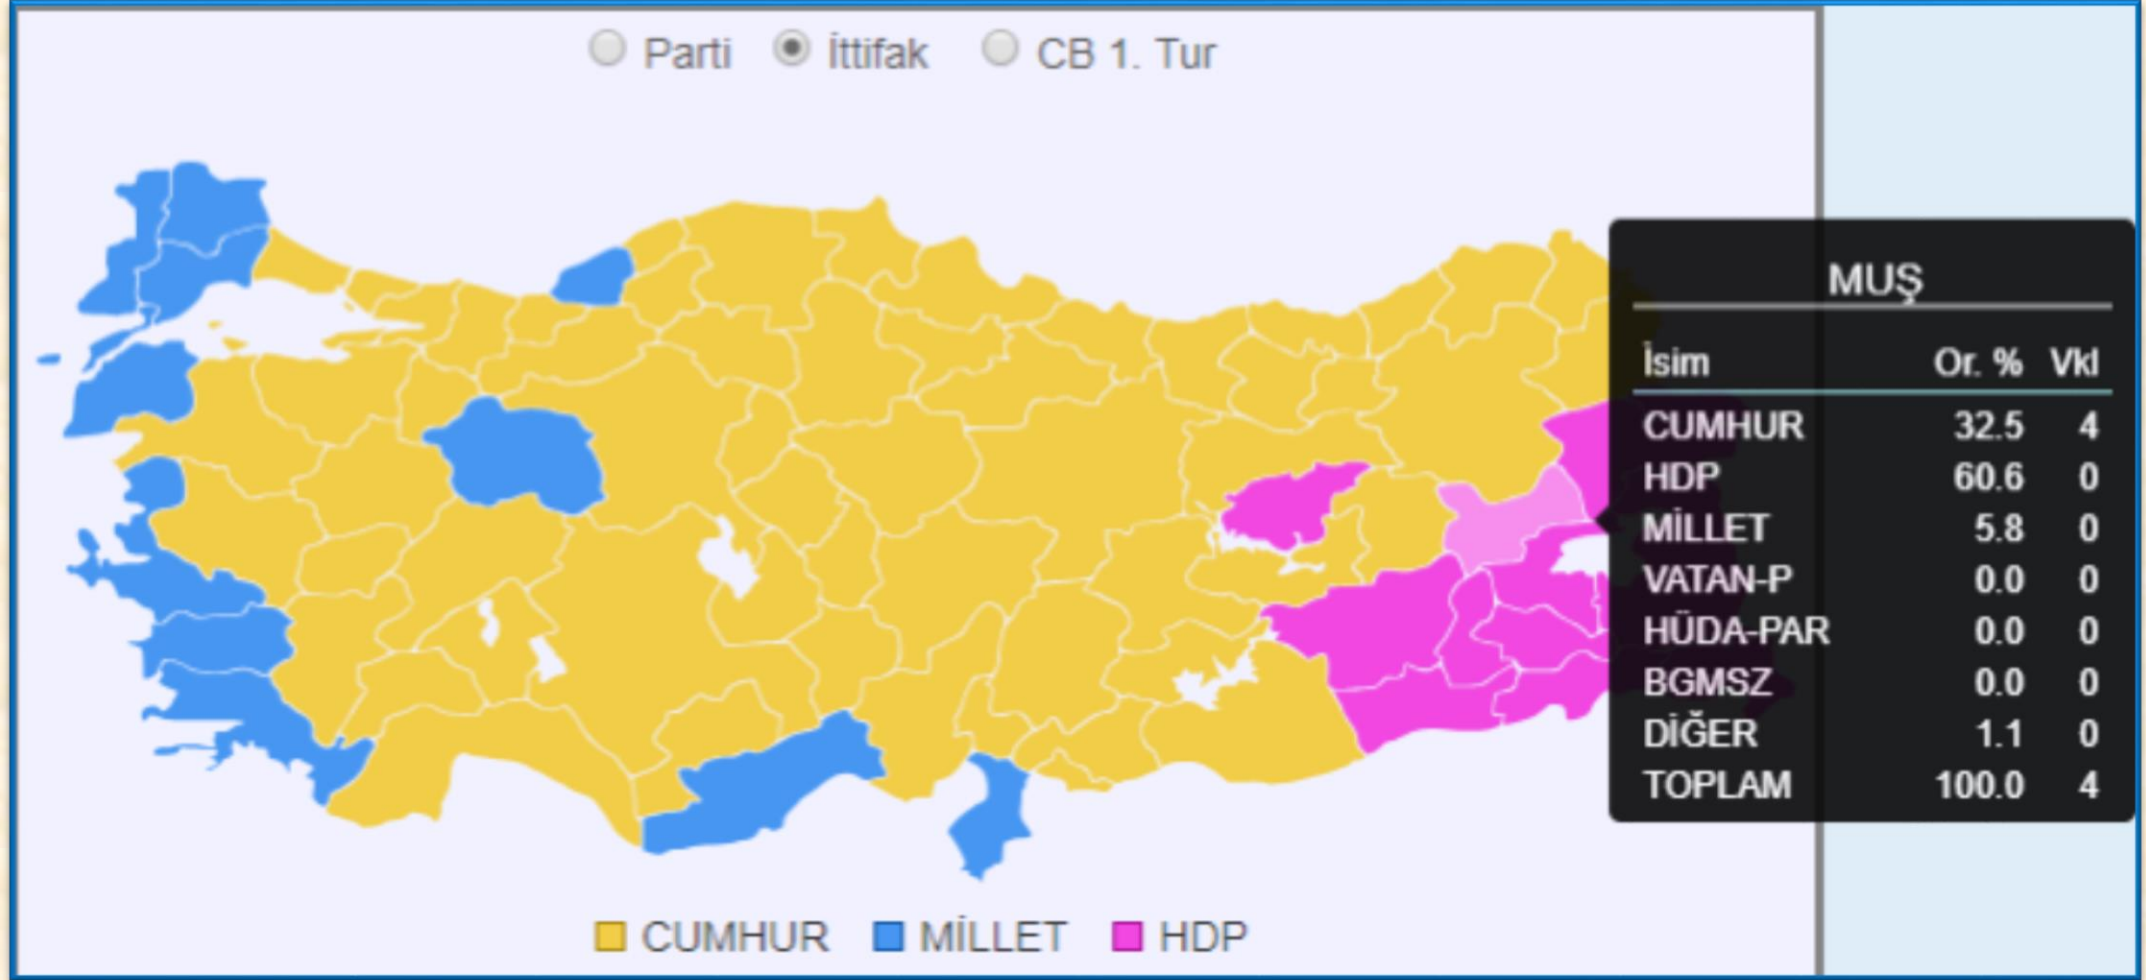 Parti İttifak CB 1. Tur
MUŞ
İsim Or. % Vkl
CUMHUR 32.5 4
HDP 60.6 0
MİLLET 5.8 0
VATAN-P 0.0 0
HÜDA-PAR 0.0 0
BGMSZ 0.0 0
DİĞER 1.1 0
TOPLAM 100.0 4
CUMHUR MİLLET HDP